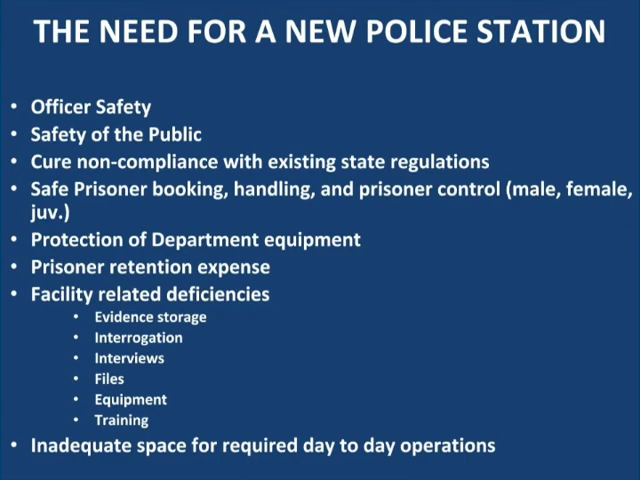 THE NEED FOR A NEW POLICE STATION
• Officer Safety
• Safety of the Public
• Cure non-compliance with existing state regulations
• Safe Prisoner booking, handling, and prisoner control (male, female,
juv.)
• Protection of Department equipment
• Prisoner retention expense
• Facility related deficiencies
• Evidence storage
• Interrogation
• Interviews
• Files
• Equipment
• Training
• Inadequate space for required day to day operations